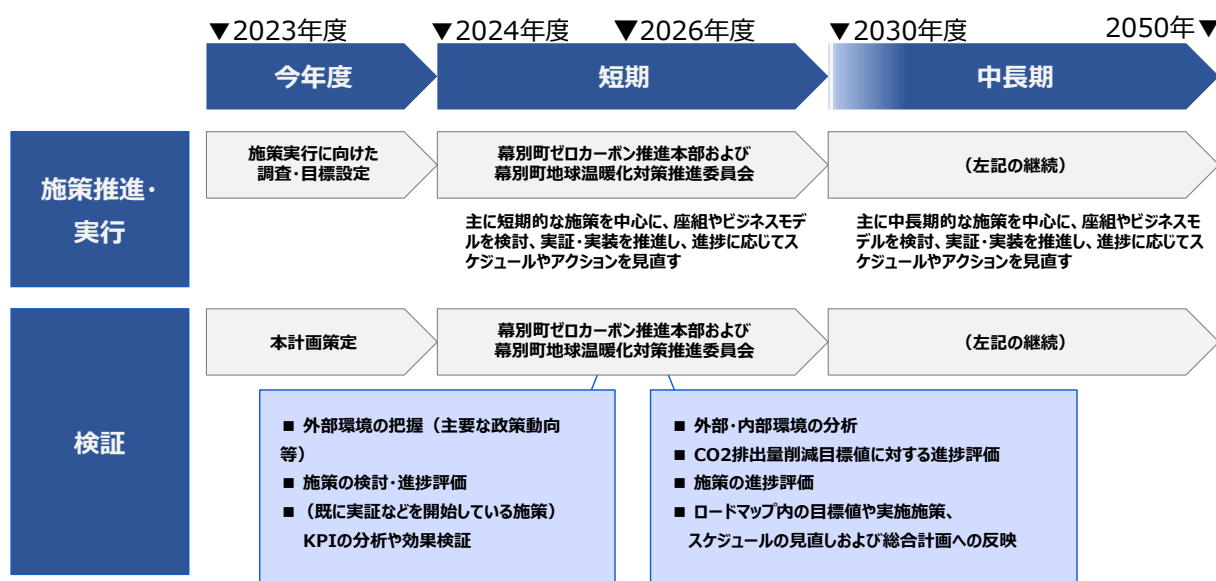 ▼2023年度
▼2024年度
▼2026年度
▼2030年度
2050年▼
今年度
短期
中長期
施策推進・
実行
施策実行に向けた
調査・目標設定
幕別町ゼロカーボン推進本部および
幕別町地球温暖化対策推進委員会
（左記の継続）
主に短期的な施策を中心に、座組やビジネスモデ
ルを検討、実証・実装を推進し、進捗に応じてス
ケジュールやアクションを見直す
主に中長期的な施策を中心に、座組やビジネスモ
デルを検討、実証・実装を推進し、進捗に応じてス
ケジュールやアクションを見直す
検証
本計画策定
幕別町ゼロカーボン推進本部および
幕別町地球温暖化対策推進委員会
（左記の継続）
■ 外部環境の把握（主要な政策動向
等）
■ 施策の検討・進捗評価
■ （既に実証などを開始している施策）
KPIの分析や効果検証
■ 外部・内部環境の分析
■ CO2排出量削減目標値に対する進捗評価
■ 施策の進捗評価
■ ロードマップ内の目標値や実施施策、
スケジュールの見直しおよび総合計画への反映